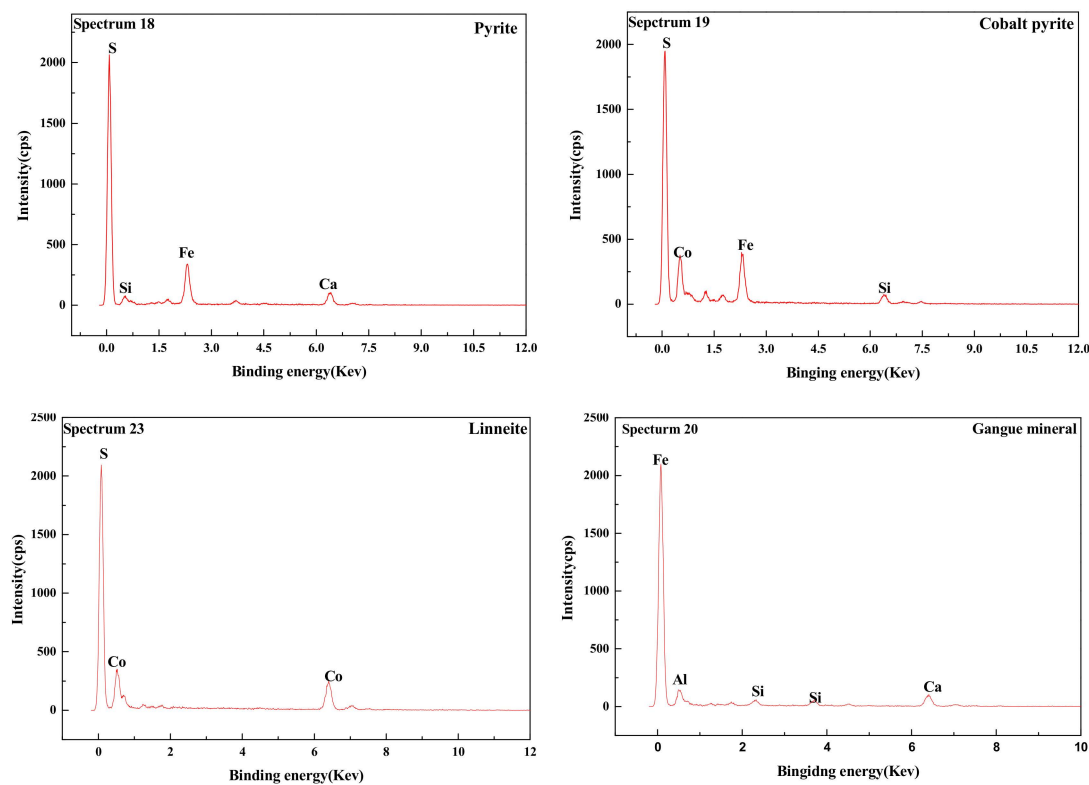 Spectrum 18
Pyrite
S
Si
Fe
Ca
2000
1500
1000
500
0
Intensity(cps)
0.0 1.5 3.0 4.5 6.0 7.5 9.0 10.5 12.0
Binding energy(Kev)
Sepctrum 19
Cobalt pyrite
S
Co
Fe
Si
2000
1500
1000
500
0
Intensity(cps)
0.0 1.5 3.0 4.5 6.0 7.5 9.0 10.5 12.0
Binging energy(Kev)
Spectrum 23
Linneite
S
Co
Co
2500
2000
1500
1000
500
0
Intensity(cps)
0 2 4 6 8 10 12
Binding energy(Kev)
Specturm 20
Gangue mineral
Fe
Al
Si
Si
Ca
2500
2000
1500
1000
500
0
Intensitycps)
0 2 4 6 8 10
Bingidng energy(Kev)